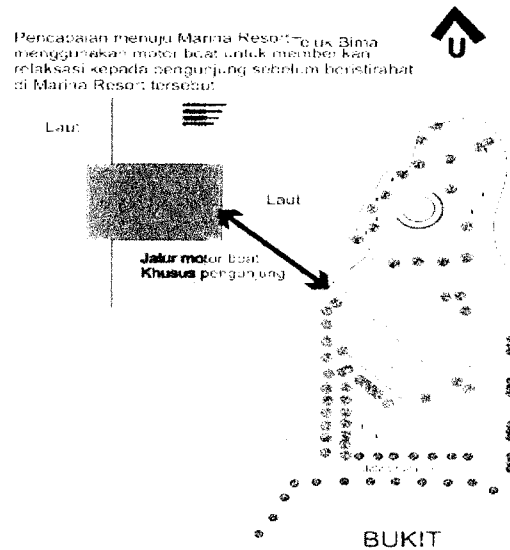 Pencapaian menuju Marina Resort Teluk Bima
menggunakan motor boat untuk memberikan
relaksasi kepada pengunjung sebelum beristirahat
di Marina Resort tersebut
U
Laut
Laut
Jalur motor boat
Khusus pengunjung
BUKIT